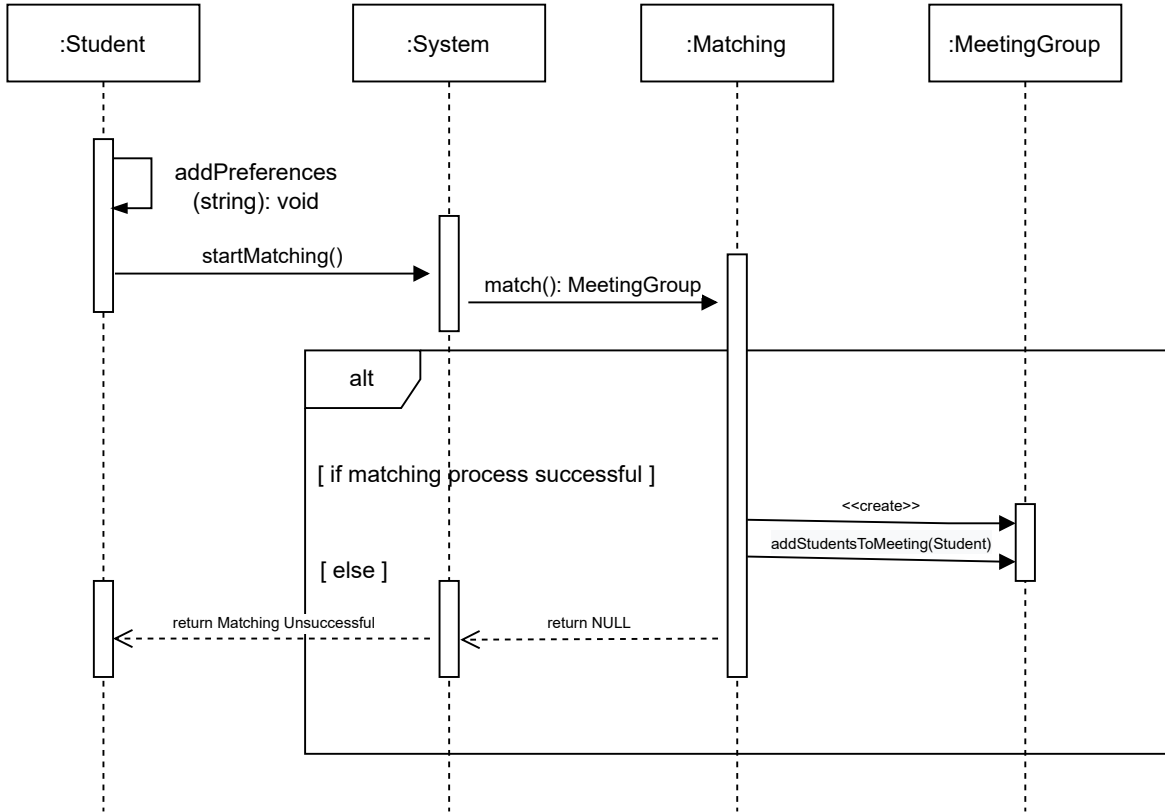 :Student
:System
:Matching
:MeetingGroup
addPreferences
(string): void
startMatching()
match(): MeetingGroup
alt
[ if matching process successful ]
<<create>>
addStudentsToMeeting(Student)
[ else ]
return Matching Unsuccessful
return NULL